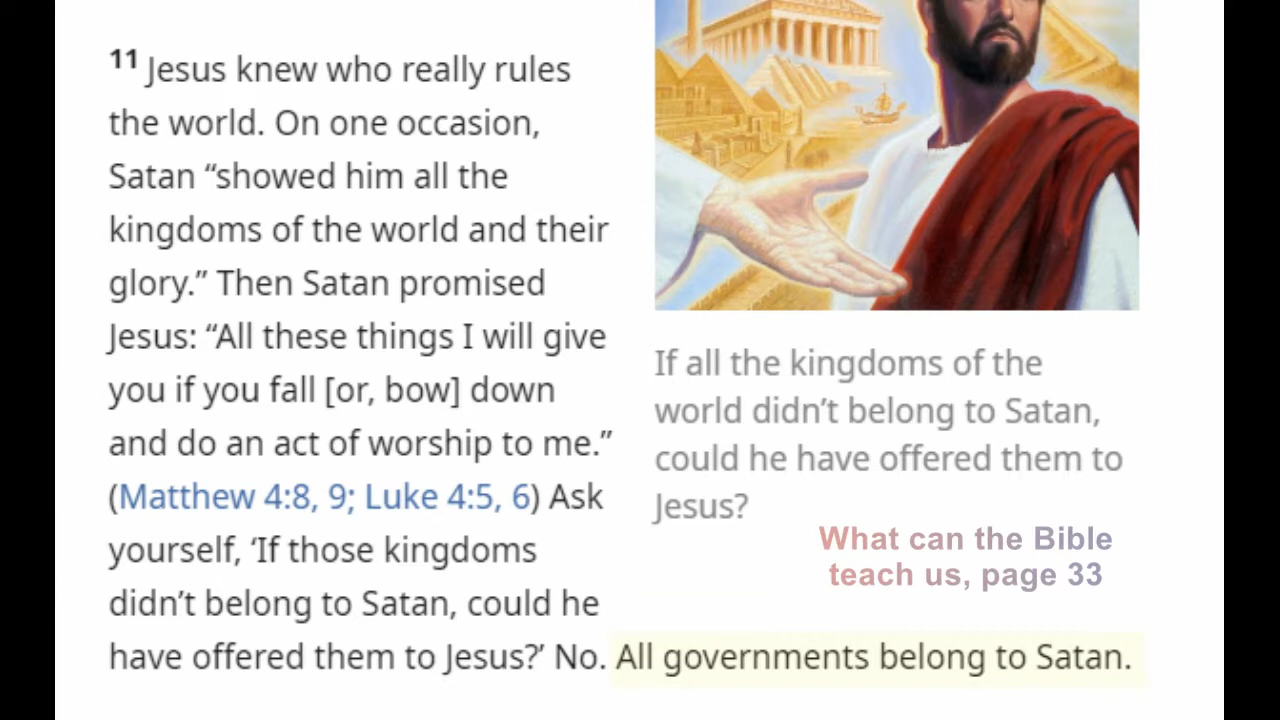 11 Jesus knew who really rules
the world. On one occasion,
Satan “showed him all the
kingdoms of the world and their
glory.” Then Satan promised
Jesus: “All these things I will give
you if you fall [or, bow] down
and do an act of worship to me.”
(Matthew 4:8, 9; Luke 4:5, 6) Ask
yourself, ‘If those kingdoms
didn’t belong to Satan, could he
have offered them to Jesus?’ No. All governments belong to Satan.
If all the kingdoms of the
world didn’t belong to Satan,
could he have offered them to
Jesus?
What can the Bible
teach us, page 33